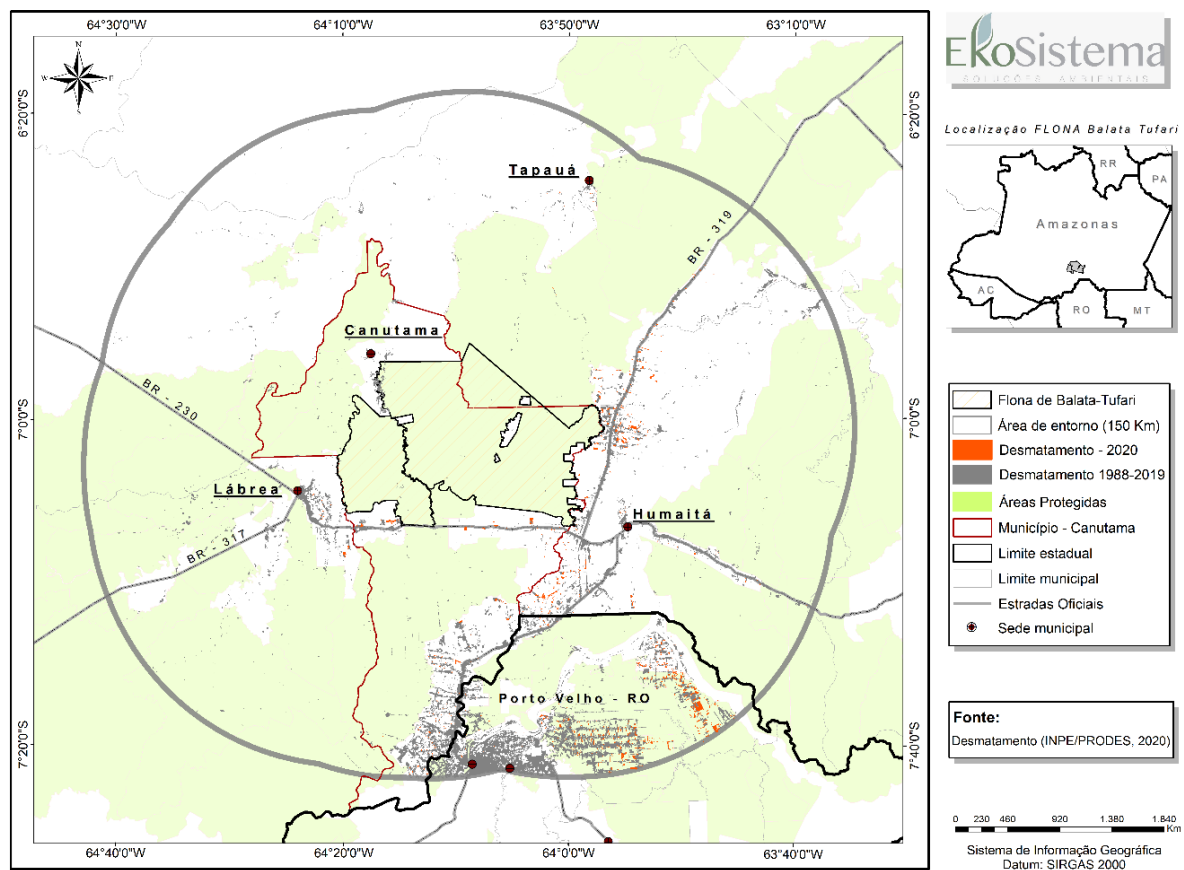 64°30'0"W 64°10'0"W 63°50'0"W 63°10'0"W
N
W E
S
6°20'0"S
6°20'0"S
Tapauá
BR - 319
Canutama
BR - 230
7°0'0"S
7°0'0"S
Lábrea
Humaitá
BR - 317
Porto Velho - RO
7°20'0"S
7°40'0"S
64°40'0"W 64°20'0"W 64°0'0"W 63°40'0"W
EkoSistema
SOLUÇÕES AMBIENTAIS
Localização FLONA Balata Tufari
RR
PA
Amazonas
AC
RO
MT
Flona de Balata-Tufari
Área de entorno (150 Km)
Desmatamento - 2020
Desmatamento 1988-2019
Áreas Protegidas
Município - Canutama
Limite estadual
Limite municipal
Estradas Oficiais
Sede municipal
Fonte:
Desmatamento (INPE/PRODES, 2020)
0 230 460 920 1.380 1.840
Km
Sistema de Informação Geográfica
Datum: SIRGAS 2000